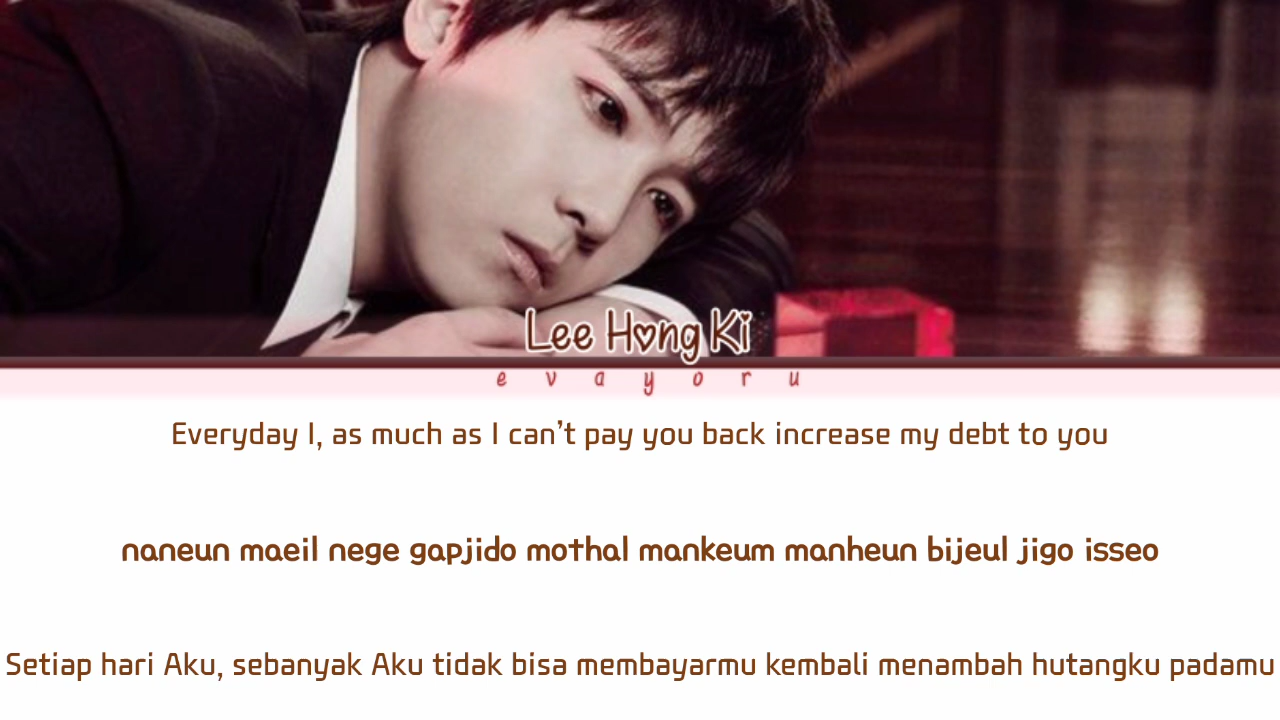 Lee Hong Ki
evayoru
Everyday I, as much as I can't pay you back increase my debt to you
naneun maeil nege gapjido mothal mankeum manheun bijeul jigo isseo
Setiap hari Aku, sebanyak Aku tidak bisa membayarmu kembali menambah hutangku padamu